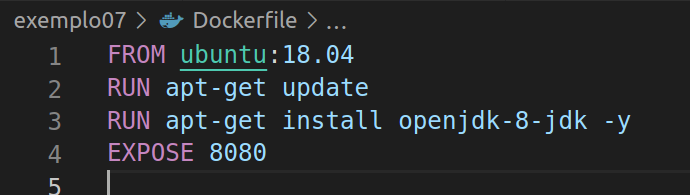 exemplo07 > Dockerfile > ...
1 FROM ubuntu:18.04
2 RUN apt-get update
3 RUN apt-get install openjdk-8-jdk -y
4 EXPOSE 8080
5